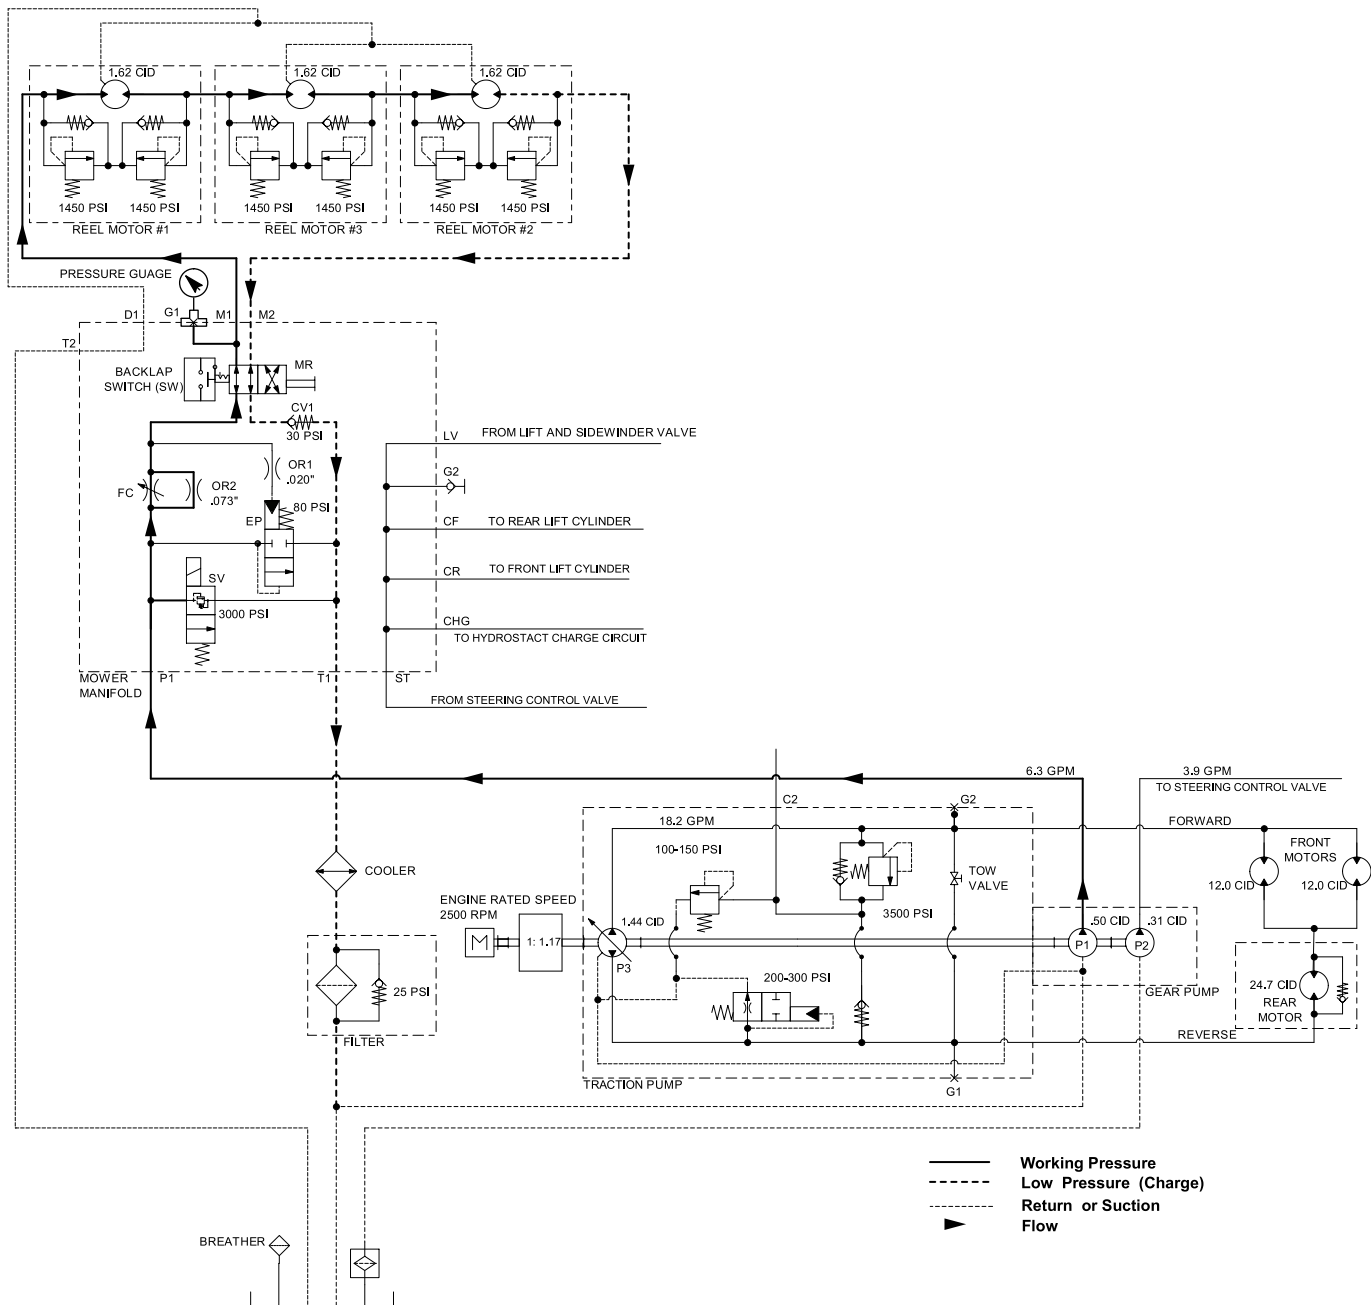 1.62 CID
1.62 CID
1.62 CID
1450 PSI
1450 PSI
1450 PSI
1450 PSI
1450 PSI
1450 PSI
REEL MOTOR #1
REEL MOTOR #3
REEL MOTOR #2
PRESSURE GUAGE
D1
G1
M1
M2
T2
BACKLAP
SWITCH (SW)
MR
CV1
30 PSI
LV
FROM LIFT AND SIDEWINDER VALVE
OR1
.020"
G2
FC
OR2
.073"
80 PSI
EP
CF
TO REAR LIFT CYLINDER
CR
TO FRONT LIFT CYLINDER
SV
3000 PSI
CHG
TO HYDROSTACT CHARGE CIRCUIT
MOWER
MANIFOLD
P1
T1
ST
FROM STEERING CONTROL VALVE
6.3 GPM
3.9 GPM
TO STEERING CONTROL VALVE
C2
G2
18.2 GPM
FORWARD
100-150 PSI
FRONT
MOTORS
COOLER
TOW
VALVE
12.0 CID
12.0 CID
ENGINE RATED SPEED
2500 RPM
3500 PSI
1.44 CID
.50 CID
.31 CID
M
1: 1.17
P3
P1
P2
200-300 PSI
GEAR PUMP
24.7 CID
REAR
MOTOR
25 PSI
REVERSE
FILTER
TRACTION PUMP
G1
Working Pressure
Low Pressure (Charge)
Return or Suction
Flow
BREATHER